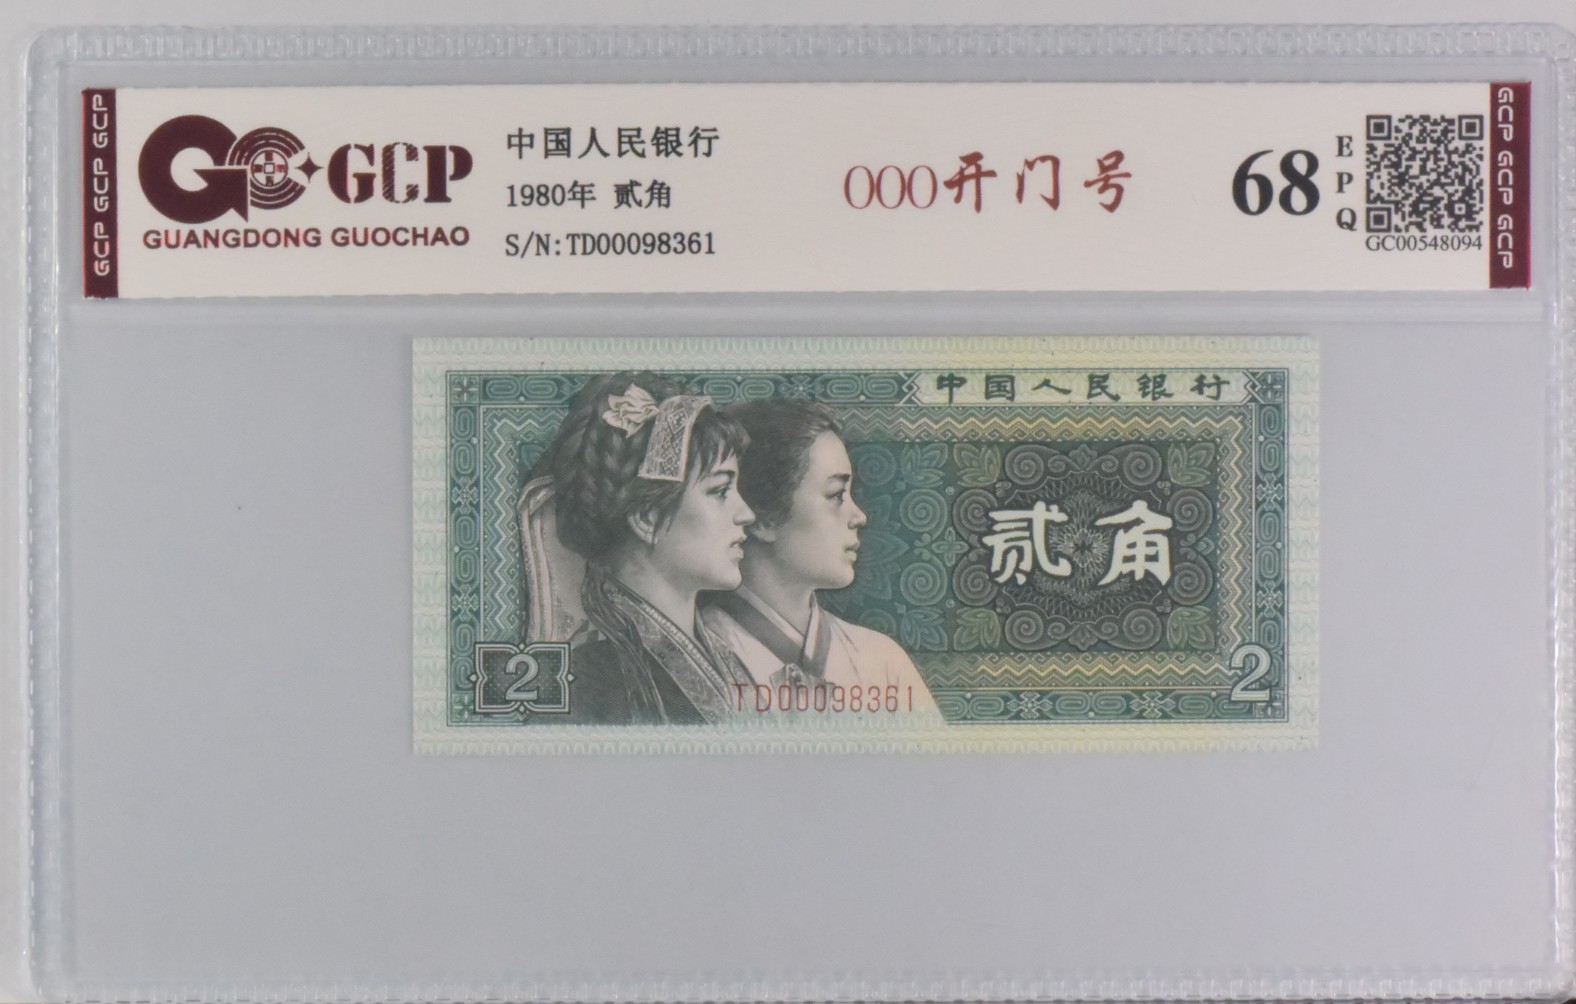 GCP GCP GCP
GCP
GUANGDONG GUOCHAO
中国人民银行
1980年 贰角
S/N:TD00098361
000开门号
68
EPQ
GC00548094
GCP GCP GCP
中国人民银行
贰角
2
2
TD00098361